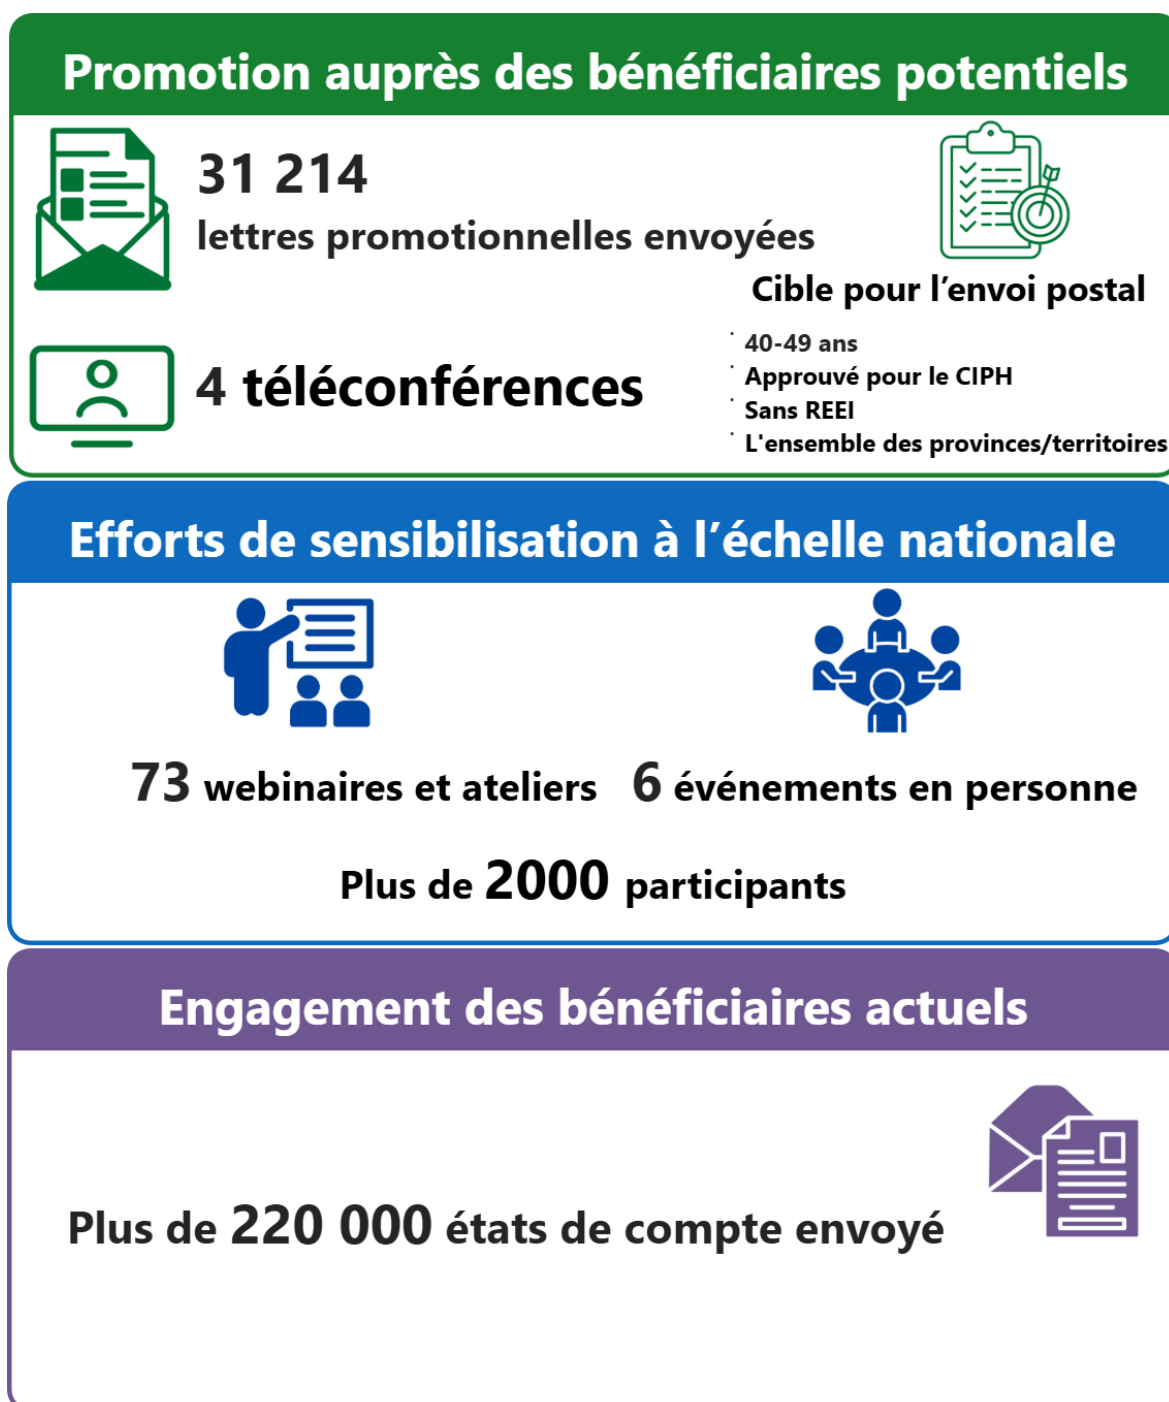 Promotion auprès des bénéficiaires potentiels
31 214
lettres promotionnelles envoyées
4 téléconférences
Cible pour l’envoi postal
· 40-49 ans
· Approuvé pour le CIPH
· Sans REEI
· L'ensemble des provinces/territoires
Efforts de sensibilisation à l’échelle nationale
73 webinaires et ateliers
6 événements en personne
Plus de 2000 participants
Engagement des bénéficiaires actuels
Plus de 220 000 états de compte envoyé